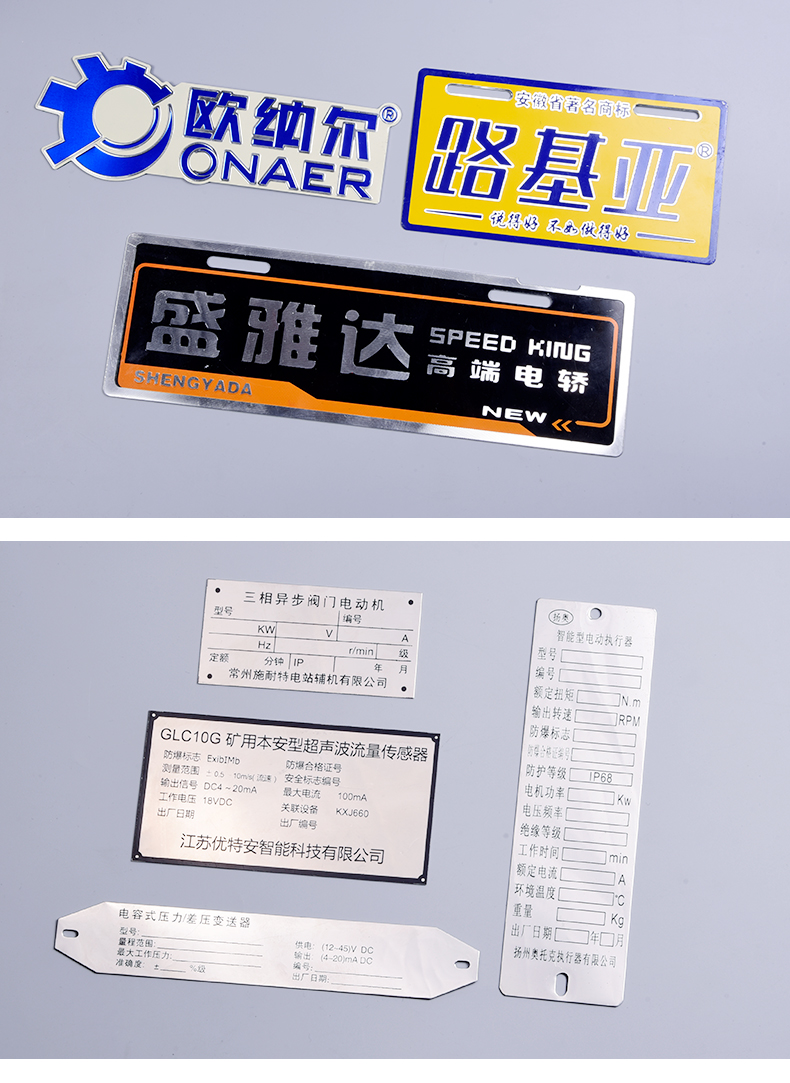 欧纳尔®
ONAER
安徽省著名商标
路基亚®
说得好 不如做得好
盛雅达
SPEED KING
高端电轿
SHENGYADA
NEW
三相异步阀门电动机
型号 编号
KW V A
Hz r/min 级
定额 分钟 IP 年 月
常州施耐特电站辅机有限公司
GLC10G 矿用本安型超声波流量传感器
防爆标志 ExibIMb 防爆合格证号
测量范围 - 0.5 10m/s(流速) 安全标志编号
输出信号 DC4~20mA 最大电流 100mA
工作电压 18VDC 关联设备 KXJ660
出厂日期 出厂编号
江苏优特安智能科技有限公司
电容式压力/差压变送器
型号:
量程范围: 供电: (12-45)V DC
最大工作压力: 输出: (4-20)mA DC
准确度: ± %级 编号:
出厂日期:
扬奥
智能型电动执行器
型号
编号
额定扭矩 N.m
输出转速 RPM
防爆标志
防爆合格证编号
防护等级 IP68
电机功率 Kw
电压频率
绝缘等级
工作时间 min
额定电流 A
环境温度 ℃
重量 Kg
出厂日期 年 月
扬州奥托克执行器有限公司